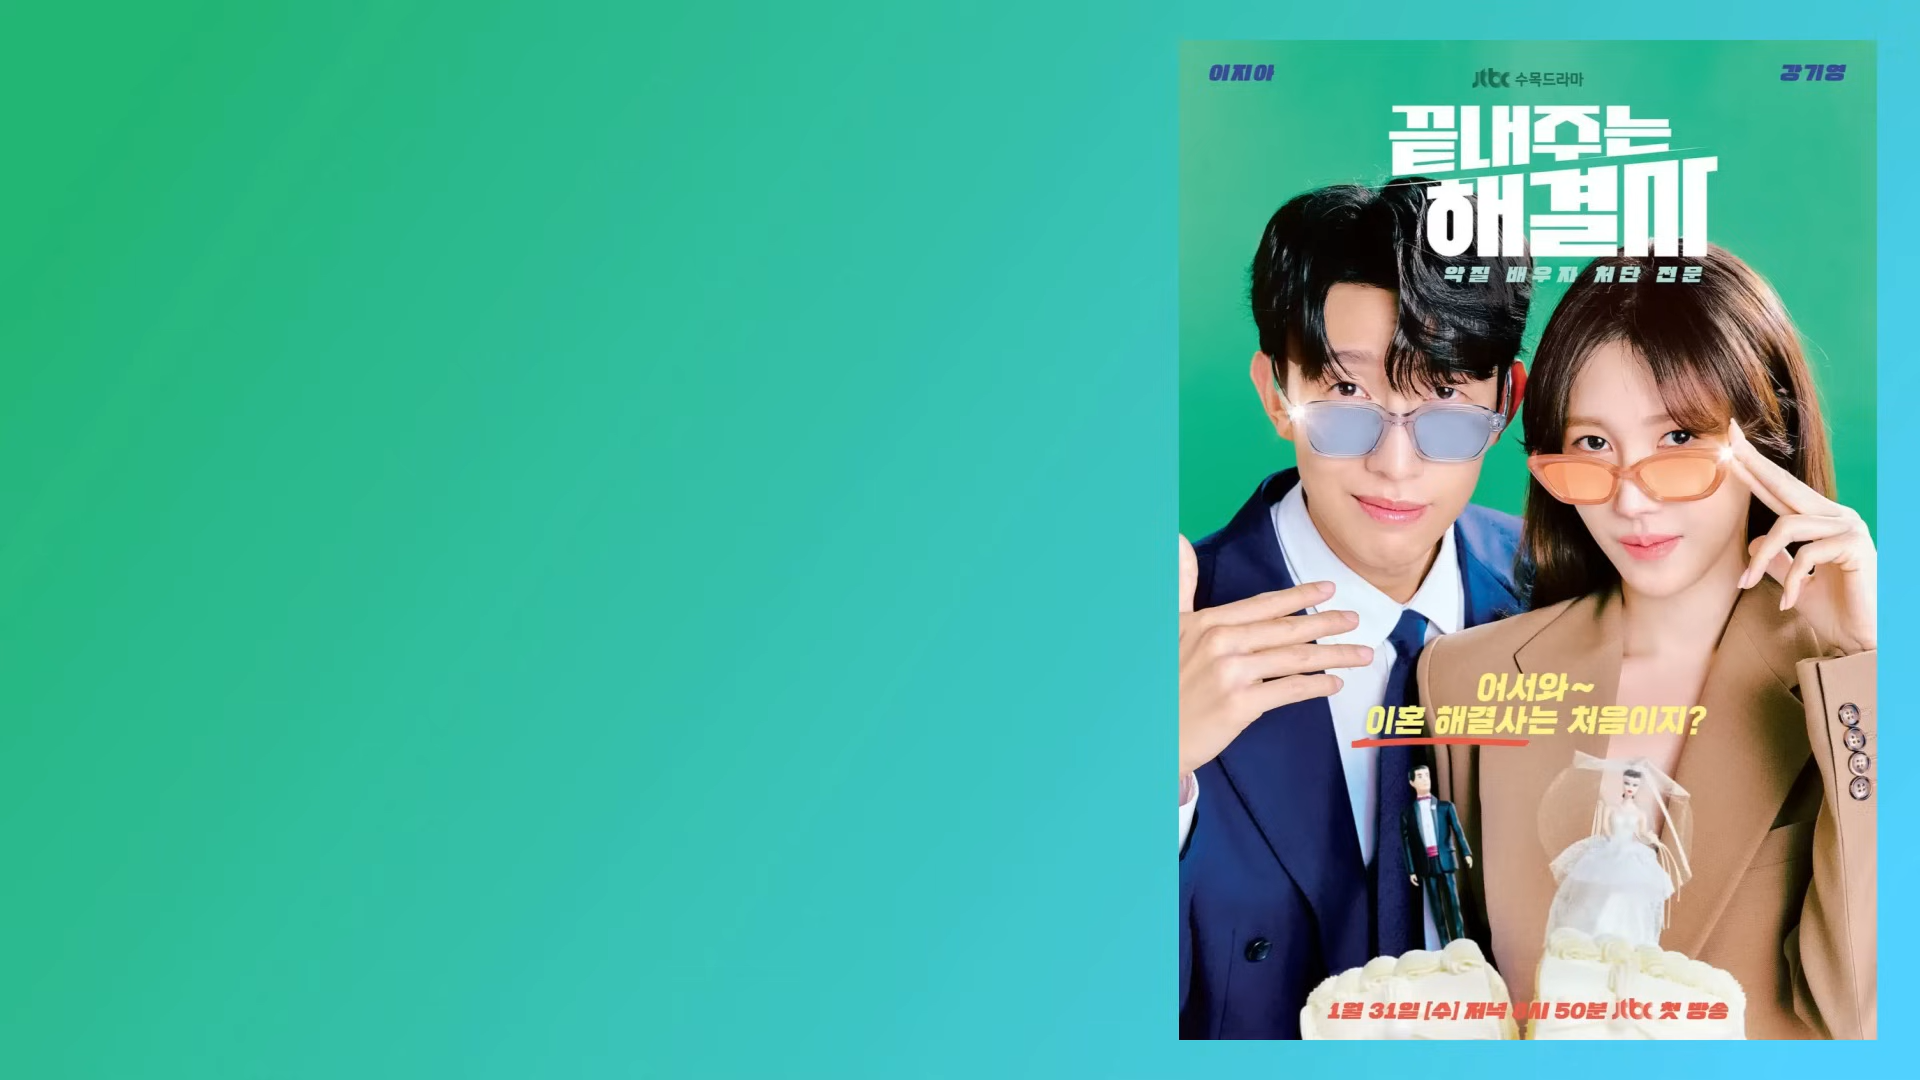 이지아
jtbc 수목드라마
강기영
끝내주는
해결사
악질 배우자 처단 전문
어서와~
이혼 해결사는 처음이지?
1월 31일 [수] 저녁 8시 50분 jtbc 첫 방송